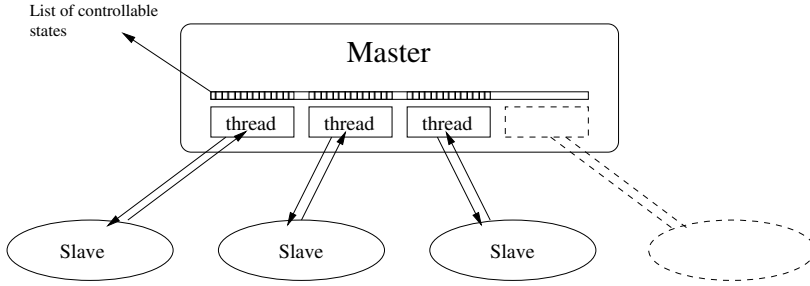 List of controllable
states
Master
thread
thread
thread
Slave
Slave
Slave